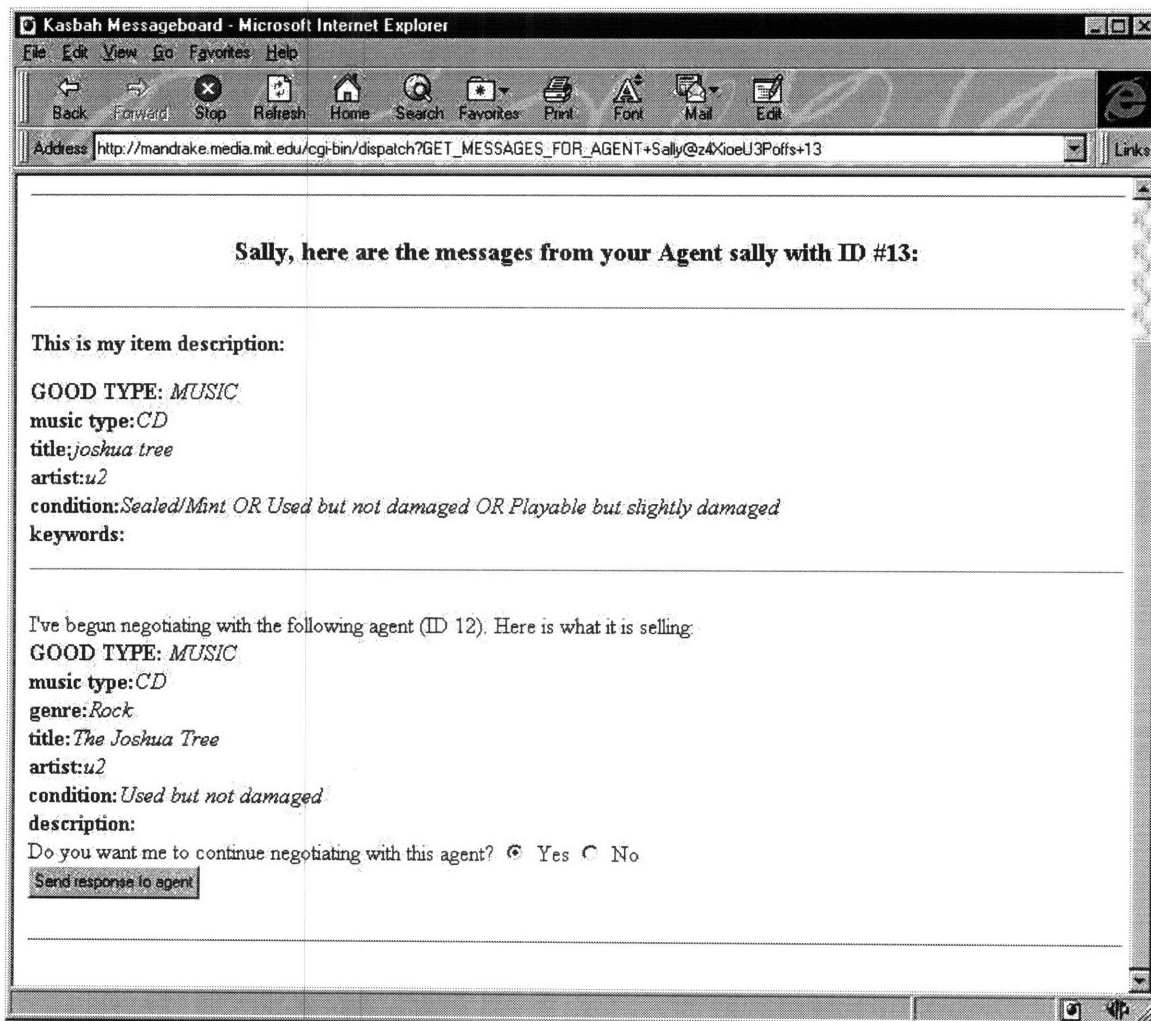 Kasbah Messageboard - Microsoft Internet Explorer
File Edit View Go Favorites Help
Back Forward Stop Refresh Home Search Favorites Print Font Mail Edit
Address http://mandrake.media.mit.edu/cgi-bin/dispatch?GET_MESSAGES_FOR_AGENT+Sally@z4XioeU3Poffs+13 Links
Sally, here are the messages from your Agent sally with ID #13:
This is my item description:
GOOD TYPE: MUSIC
music type:CD
title:joshua tree
artist:u2
condition:Sealed/Mint OR Used but not damaged OR Playable but slightly damaged
keywords:
I've begun negotiating with the following agent (ID 12). Here is what it is selling:
GOOD TYPE: MUSIC
music type:CD
genre:Rock
title:The Joshua Tree
artist:u2
condition:Used but not damaged
description:
Do you want me to continue negotiating with this agent? Yes No
Send response to agent